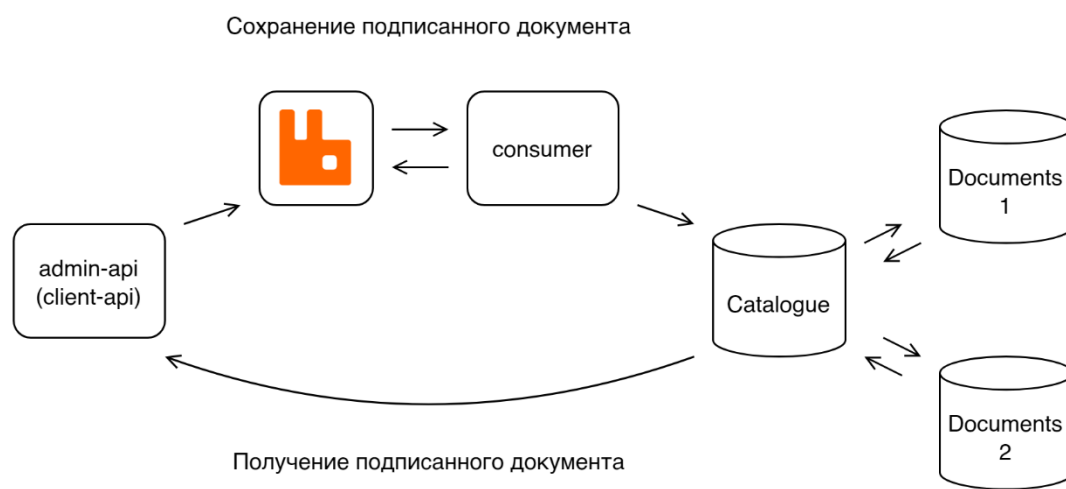 Сохранение подписанного документа
consumer
Documents
1
admin-api
(client-api)
Catalogue
Documents
2
Получение подписанного документа